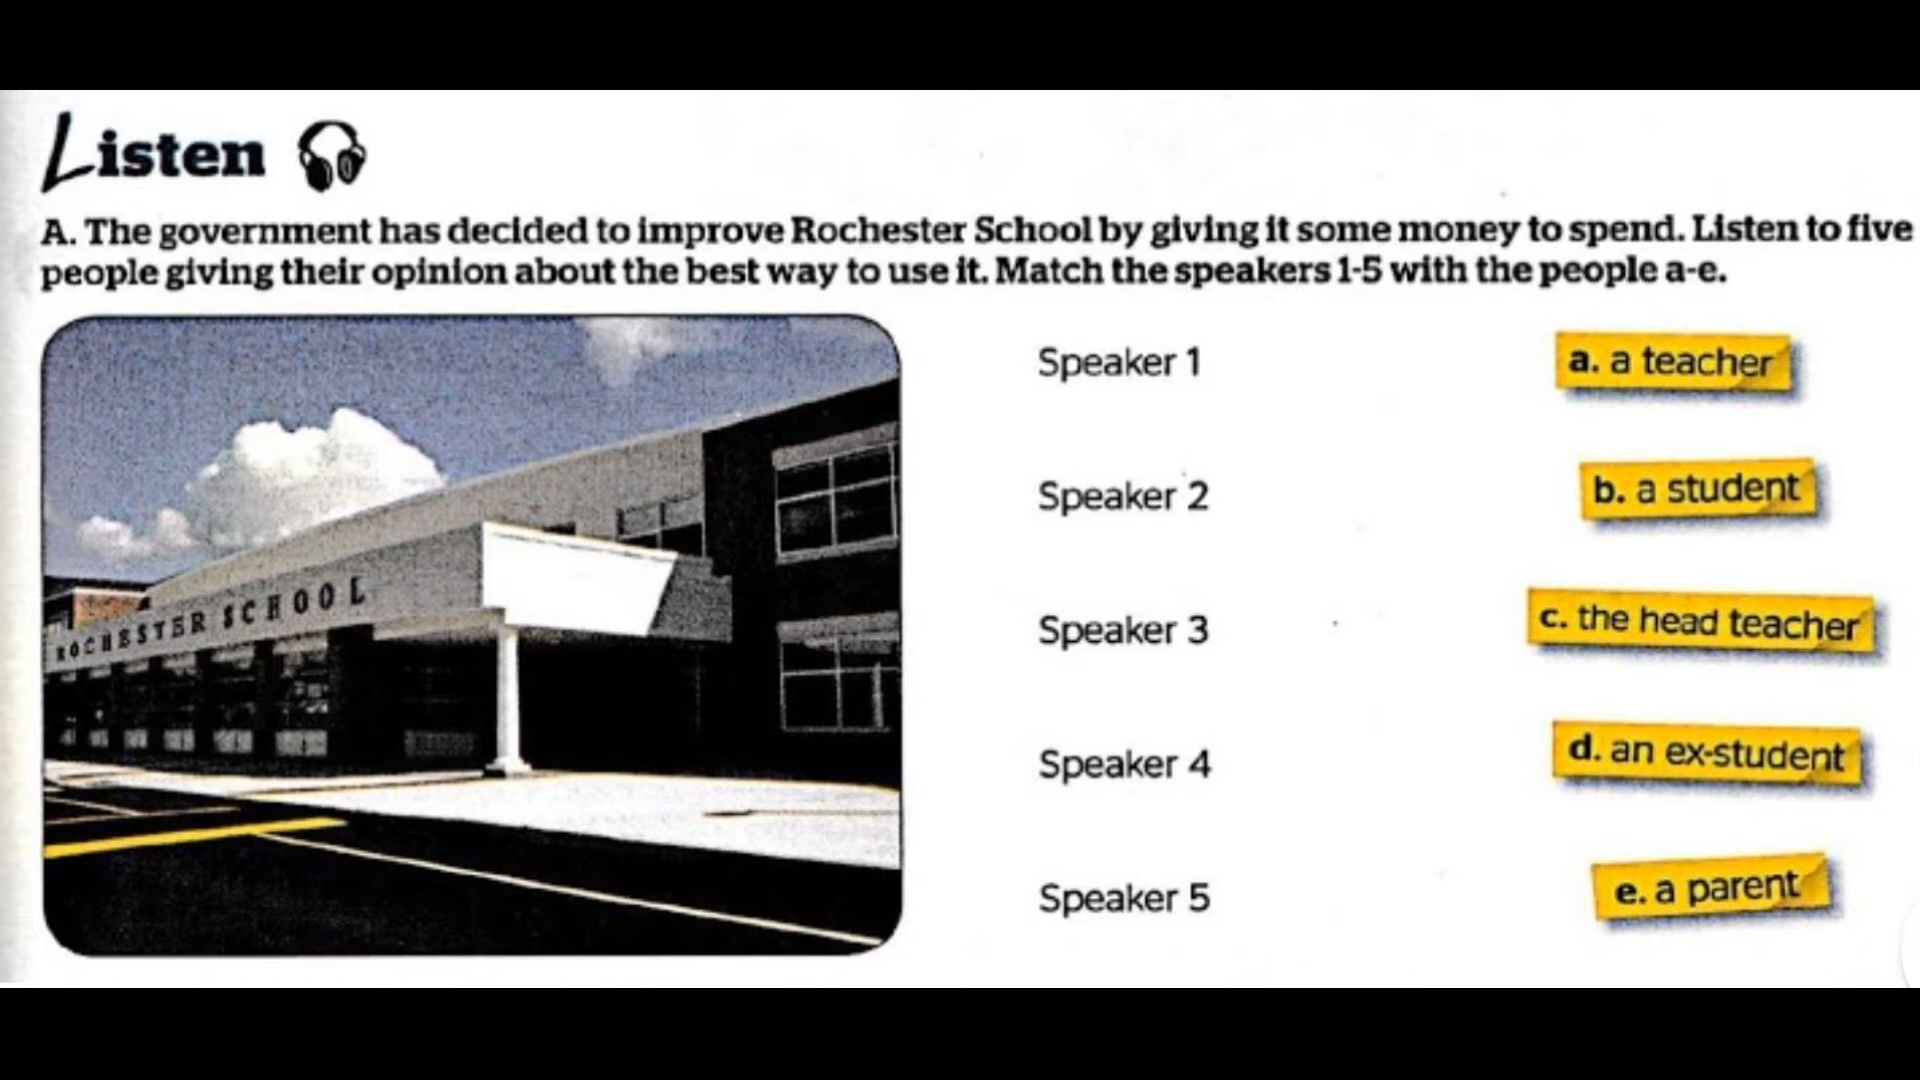 Listen
A. The government has decided to improve Rochester School by giving it some money to spend. Listen to five
people giving their opinion about the best way to use it. Match the speakers 1-5 with the people a-e.
ROCHESTER SCHOOL
Speaker 1
a. a teacher
Speaker 2
b. a student
Speaker 3
c. the head teacher
Speaker 4
d. an ex-student
Speaker 5
e. a parent